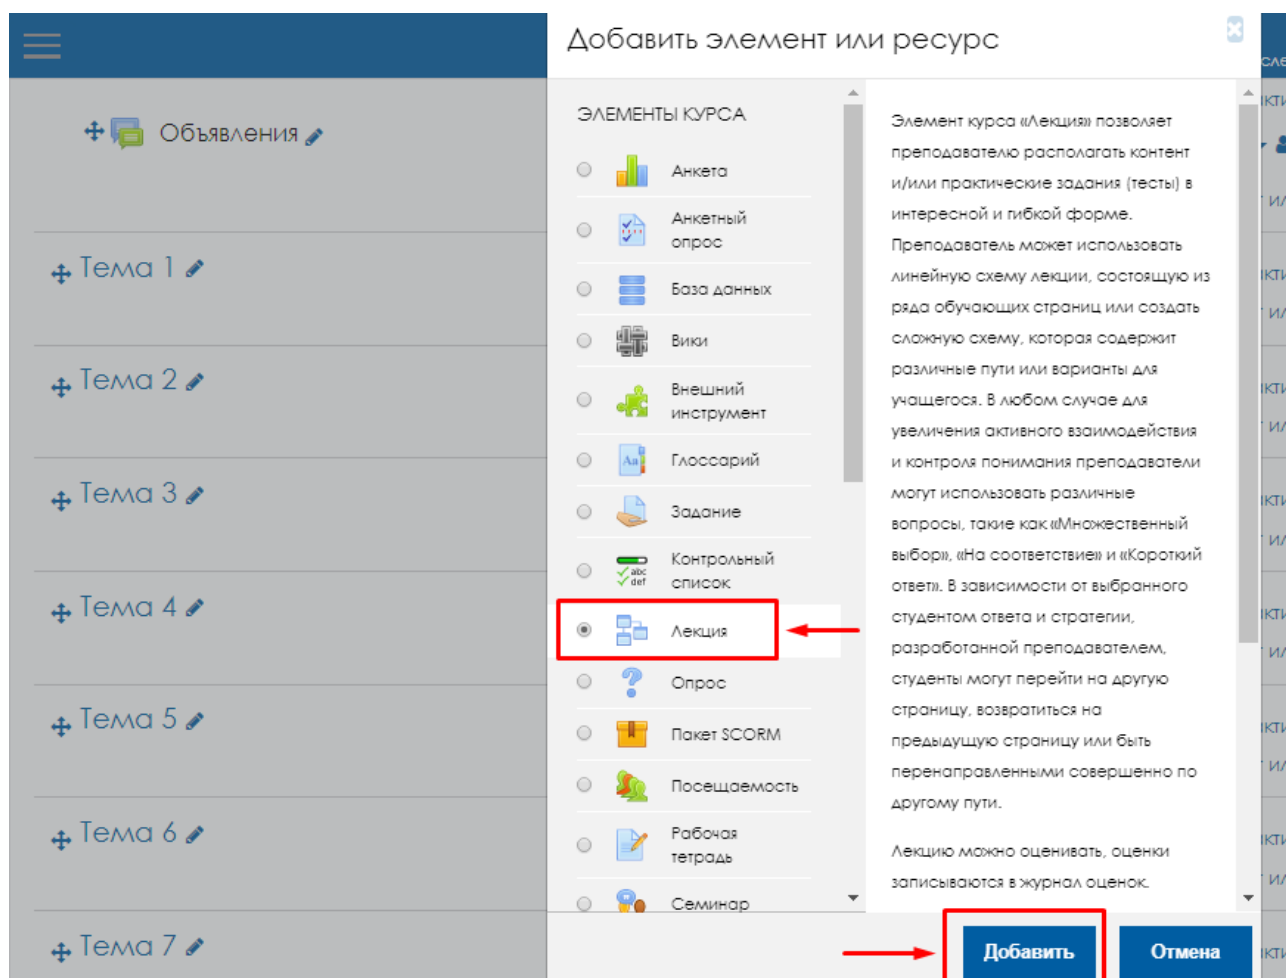 Добавить элемент или ресурс
Объявления
Тема 1
Тема 2
Тема 3
Тема 4
Тема 5
Тема 6
Тема 7
ЭЛЕМЕНТЫ КУРСА
Анкета
Анкетный
опрос
База данных
Вики
Внешний
инструмент
Глоссарий
Задание
Контрольный
список
Лекция
Опрос
Пакет SCORM
Посещаемость
Рабочая
тетрадь
Семинар
Элемент курса «Лекция» позволяет
преподавателю располагать контент
и/или практические задания (тесты) в
интересной и гибкой форме.
Преподаватель может использовать
линейную схему лекции, состоящую из
ряда обучающих страниц или создать
сложную схему, которая содержит
различные пути или варианты для
учащегося. В любом случае для
увеличения активного взаимодействия
и контроля понимания преподаватели
могут использовать различные
вопросы, такие как «Множественный
выбор», «На соответствие» и «Короткий
ответ». В зависимости от выбранного
студентом ответа и стратегии,
разработанной преподавателем,
студенты могут перейти на другую
страницу, возвратиться на
предыдущую страницу или быть
перенаправленными совершенно по
другому пути.
Лекцию можно оценивать, оценки
записываются в журнал оценок.
Добавить
Отмена